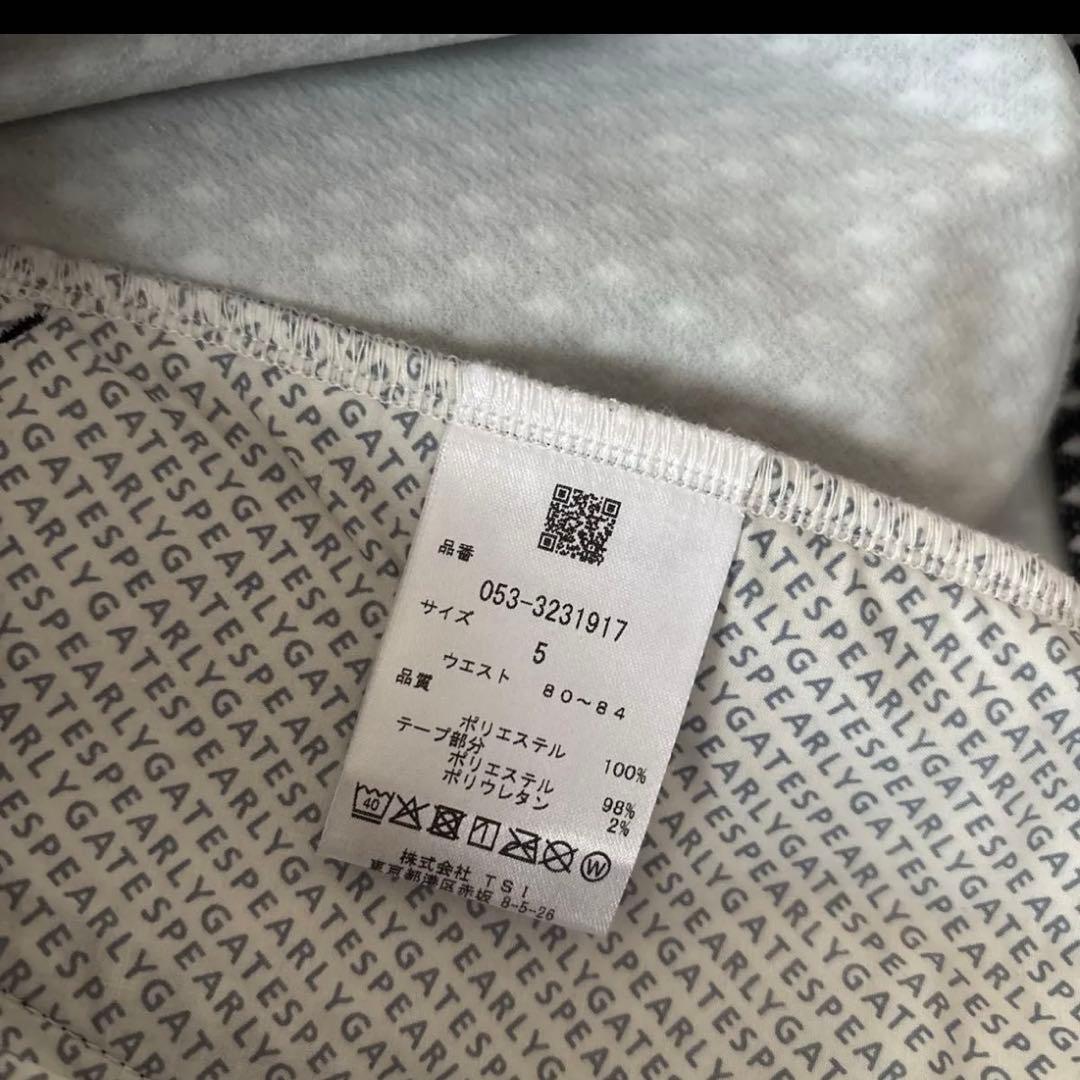 品番
053-3231917
サイズ
5
ウエスト 80～84
品質
ポリエステル 100%
テープ部分
ポリエステル 98%
ポリウレタン 2%
40
W
株式会社 TSI
東京都港区赤坂 8-5-26
PEARLYGATESPEARLYGATES